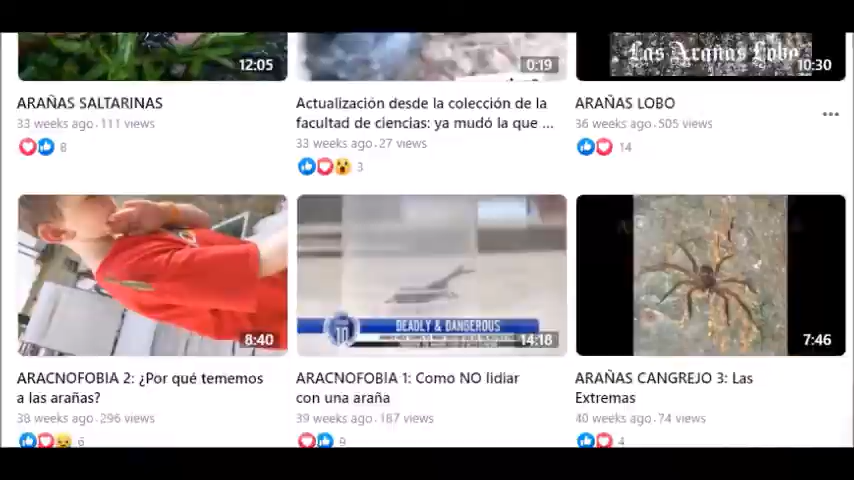 12:05
0:19
Las Arañas Lobo
10:30
ARAÑAS SALTARINAS
33 weeks ago · 111 views
8
Actualización desde la colección de la
facultad de ciencias: ya mudó la que ...
33 weeks ago · 27 views
3
ARAÑAS LOBO
36 weeks ago · 505 views
14
8:40
10
DEADLY & DANGEROUS
14:18
7:46
ARACNOFOBIA 2: ¿Por qué tememos
a las arañas?
38 weeks ago · 296 views
6
ARACNOFOBIA 1: Como NO lidiar
con una araña
39 weeks ago · 187 views
9
ARAÑAS CANGREJO 3: Las
Extremas
40 weeks ago · 74 views
4